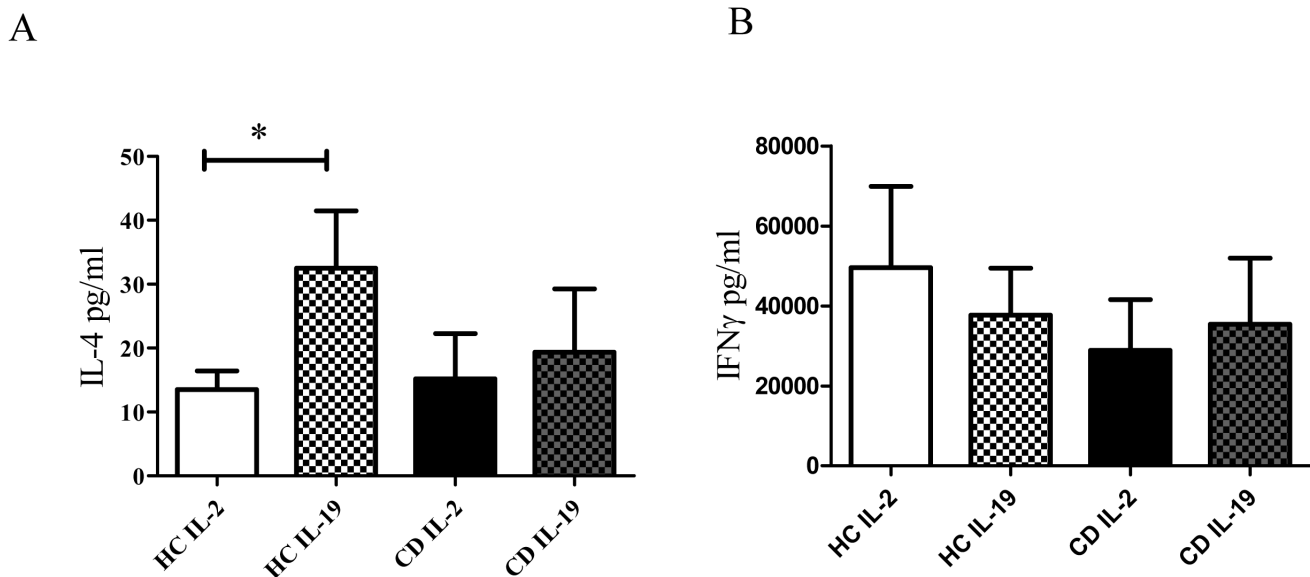 A
*
IL-4 pg/ml
50
40
30
20
10
0
HC IL-2
HC IL-19
CD IL-2
CD IL-19
B
IFNγ pg/ml
80000
60000
40000
20000
0
HC IL-2
HC IL-19
CD IL-2
CD IL-19